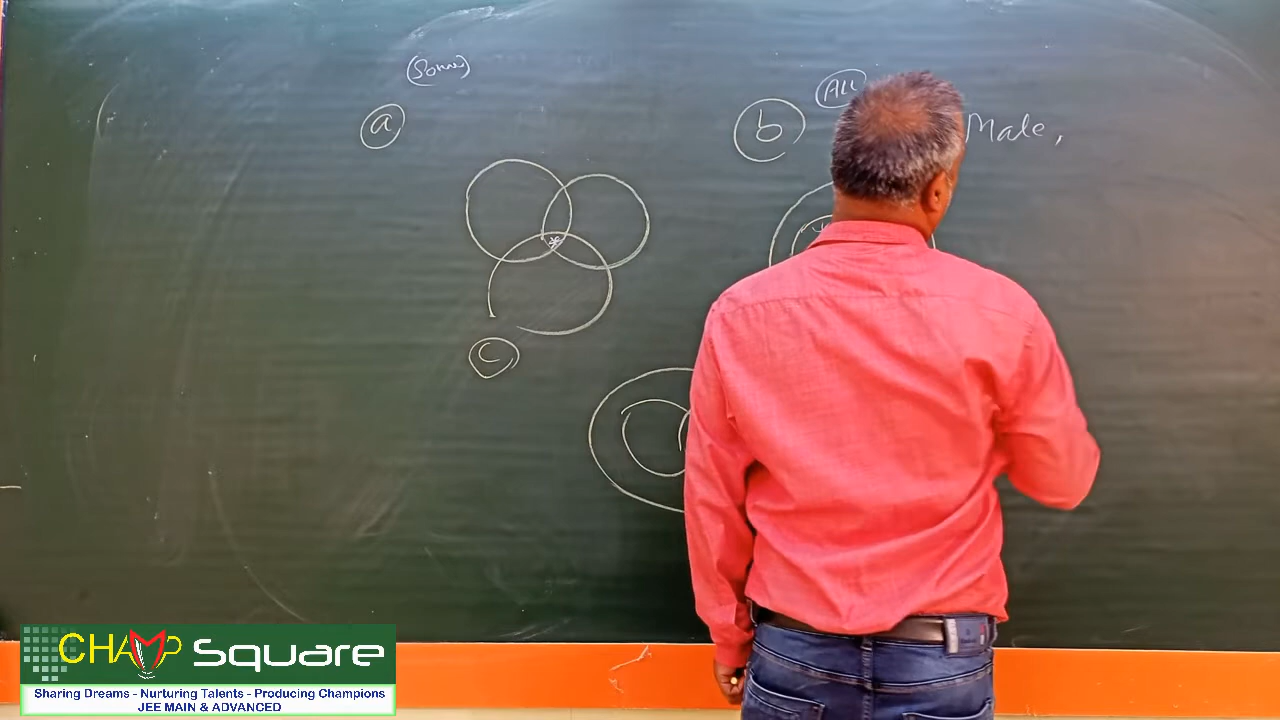 (Some)
a
All
b
Male,
*
C
CHAMP Square
Sharing Dreams - Nurturing Talents - Producing Champions
JEE MAIN & ADVANCED